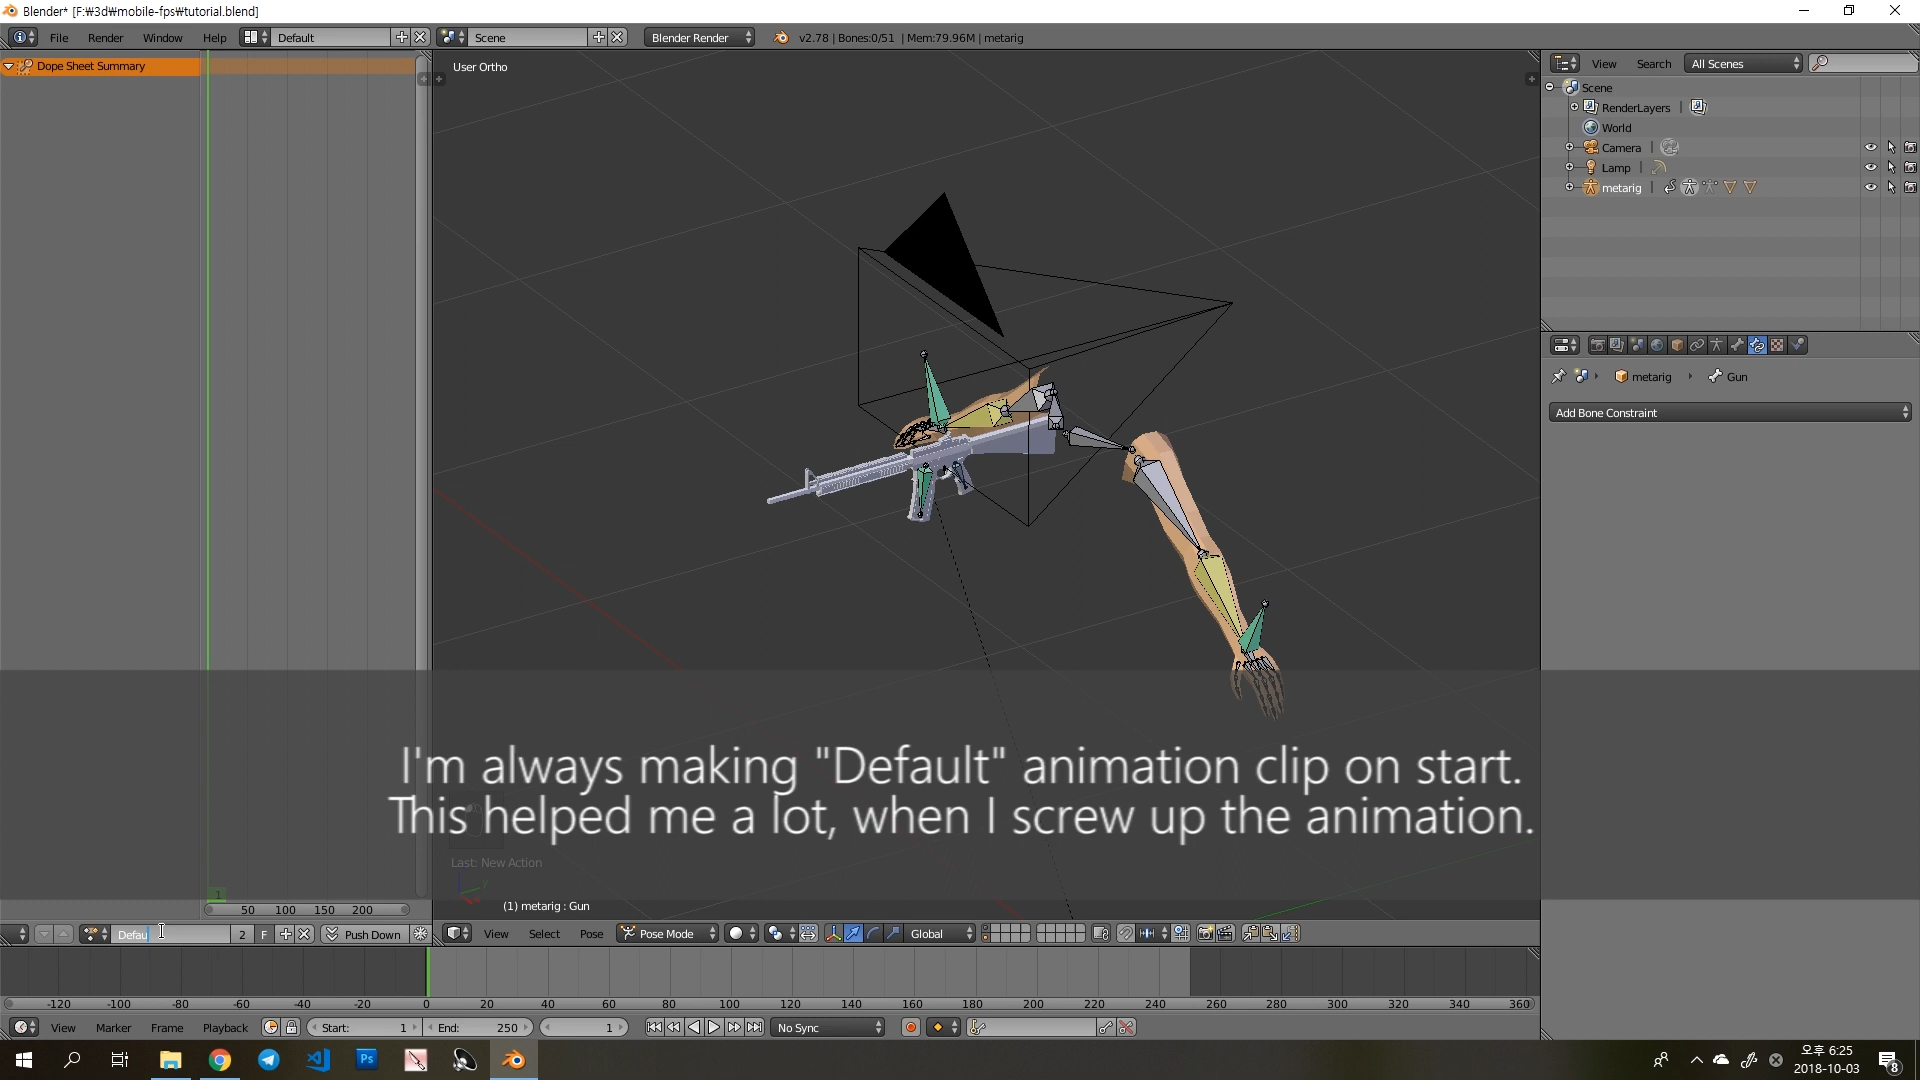 Blender* [F:₩3d₩mobile-fps₩tutorial.blend]
File Render Window Help Default Scene Blender Render v2.78 | Bones:0/51 | Mem:79.96M | metarig
Dope Sheet Summary
User Ortho
View Search All Scenes
Scene
RenderLayers
World
Camera
Lamp
metarig
metarig Gun
Add Bone Constraint
I'm always making "Default" animation clip on start.
This helped me a lot, when I screw up the animation.
Last: New Action
1
50 100 150 200
(1) metarig : Gun
Defau 2 F Push Down View Select Pose Pose Mode Global
-120 -100 -80 -60 -40 -20 0 20 40 60 80 100 120 140 160 180 200 220 240 260 280 300 320 340 360
View Marker Frame Playback Start: 1 End: 250 1 No Sync
Ps
오후 6:25
2018-10-03
8